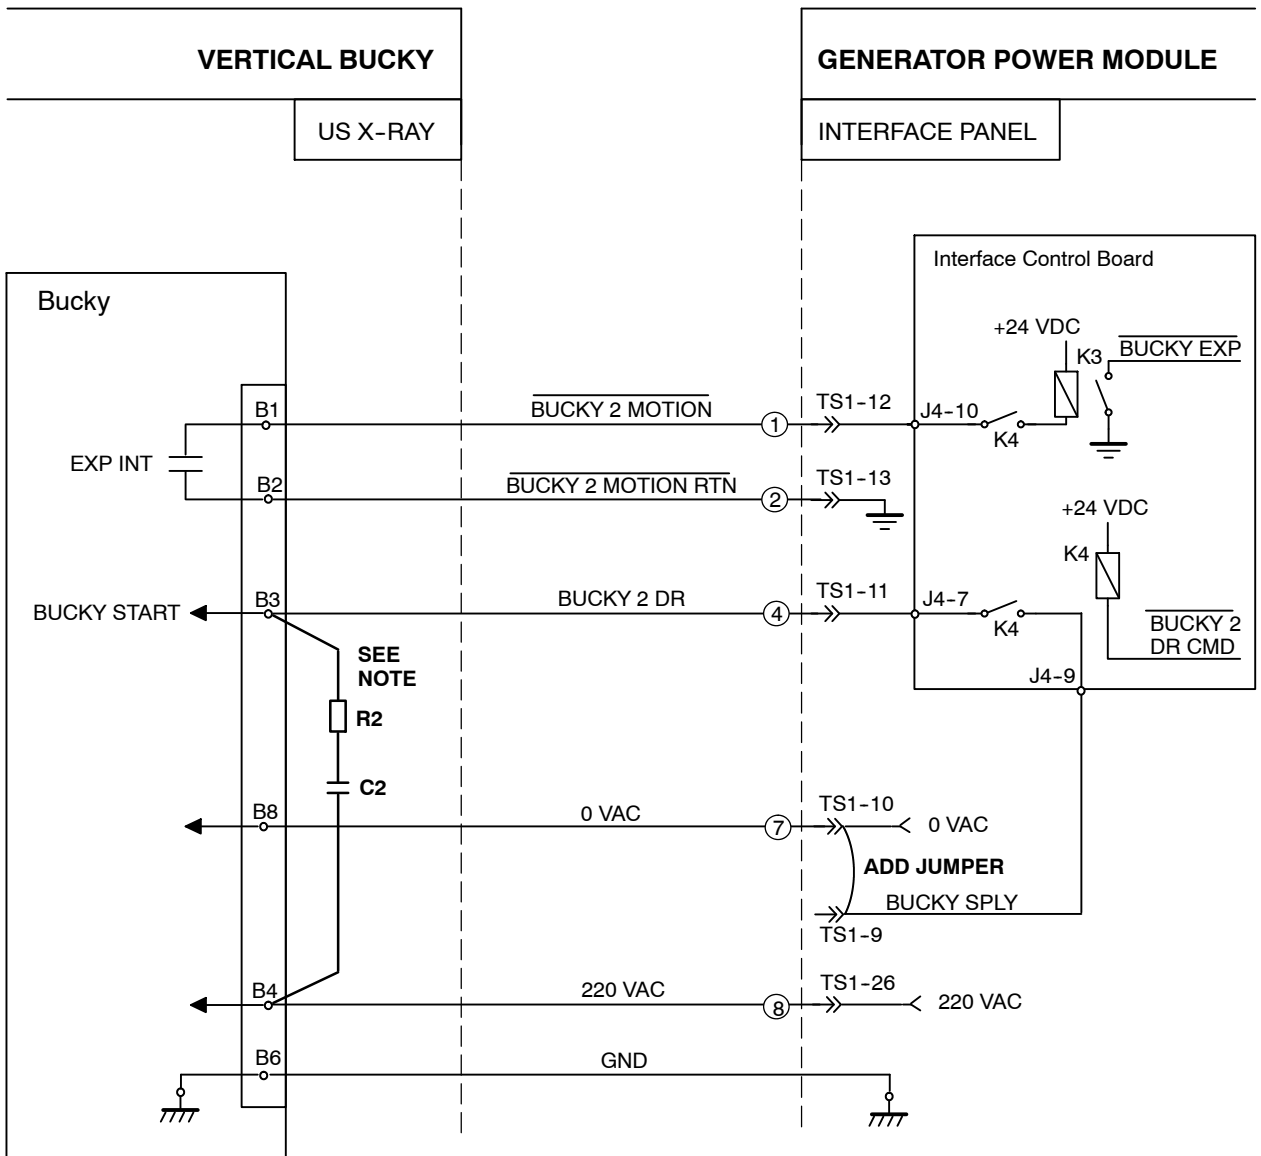 VERTICAL BUCKY
GENERATOR POWER MODULE
US X-RAY
INTERFACE PANEL
Interface Control Board
Bucky
+24 VDC
K3
BUCKY EXP
B1
BUCKY 2 MOTION
1
TS1-12
J4-10
K4
EXP INT
B2
BUCKY 2 MOTION RTN
2
TS1-13
+24 VDC
K4
BUCKY START
B3
BUCKY 2 DR
4
TS1-11
J4-7
K4
BUCKY 2
DR CMD
SEE
NOTE
J4-9
R2
C2
B8
0 VAC
7
TS1-10
0 VAC
ADD JUMPER
BUCKY SPLY
TS1-9
B4
220 VAC
8
TS1-26
220 VAC
B6
GND